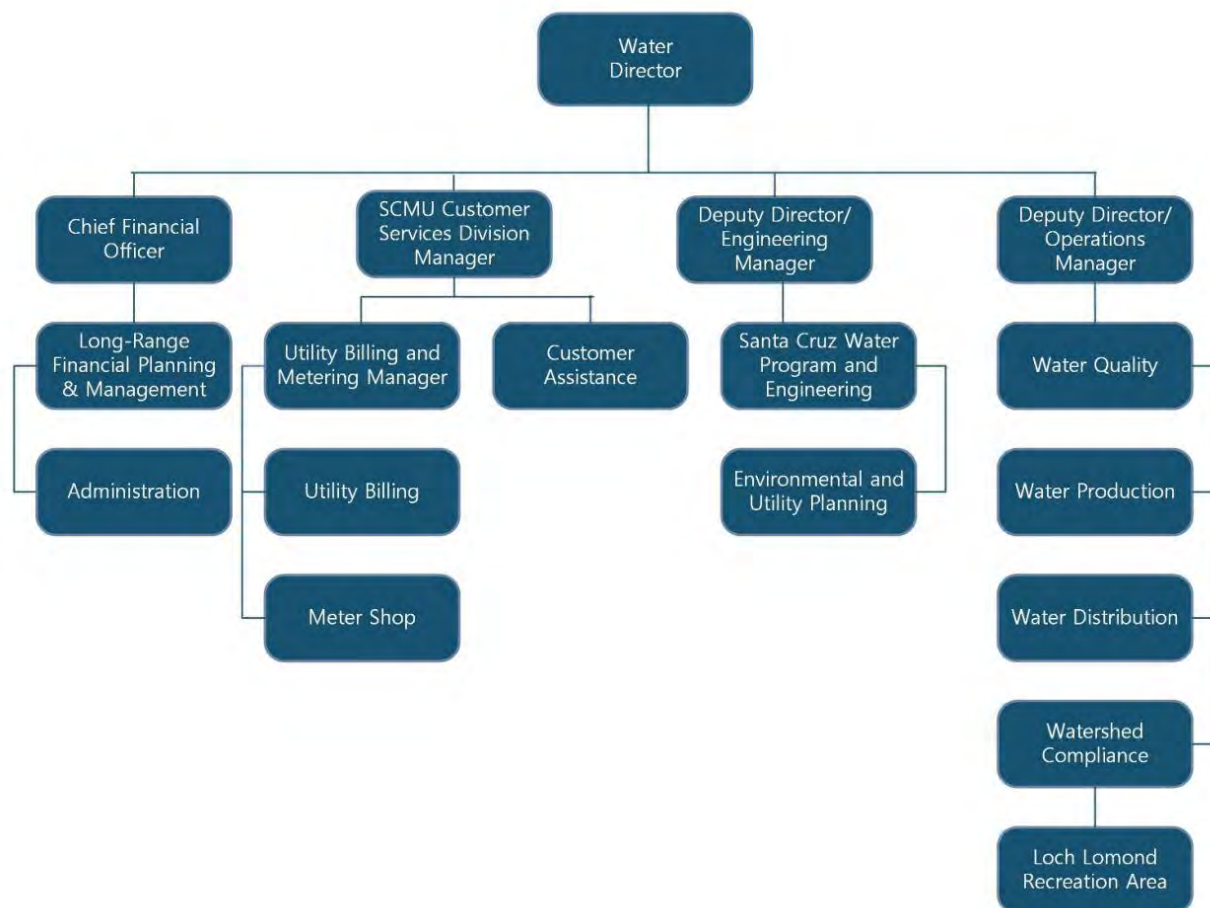 Water
Director
Chief Financial
Officer
SCMU Customer
Services Division
Manager
Deputy Director/
Engineering
Manager
Deputy Director/
Operations
Manager
Long-Range
Financial Planning
& Management
Utility Billing and
Metering Manager
Customer
Assistance
Santa Cruz Water
Program and
Engineering
Water Quality
Administration
Utility Billing
Environmental and
Utility Planning
Water Production
Meter Shop
Water Distribution
Watershed
Compliance
Loch Lomond
Recreation Area